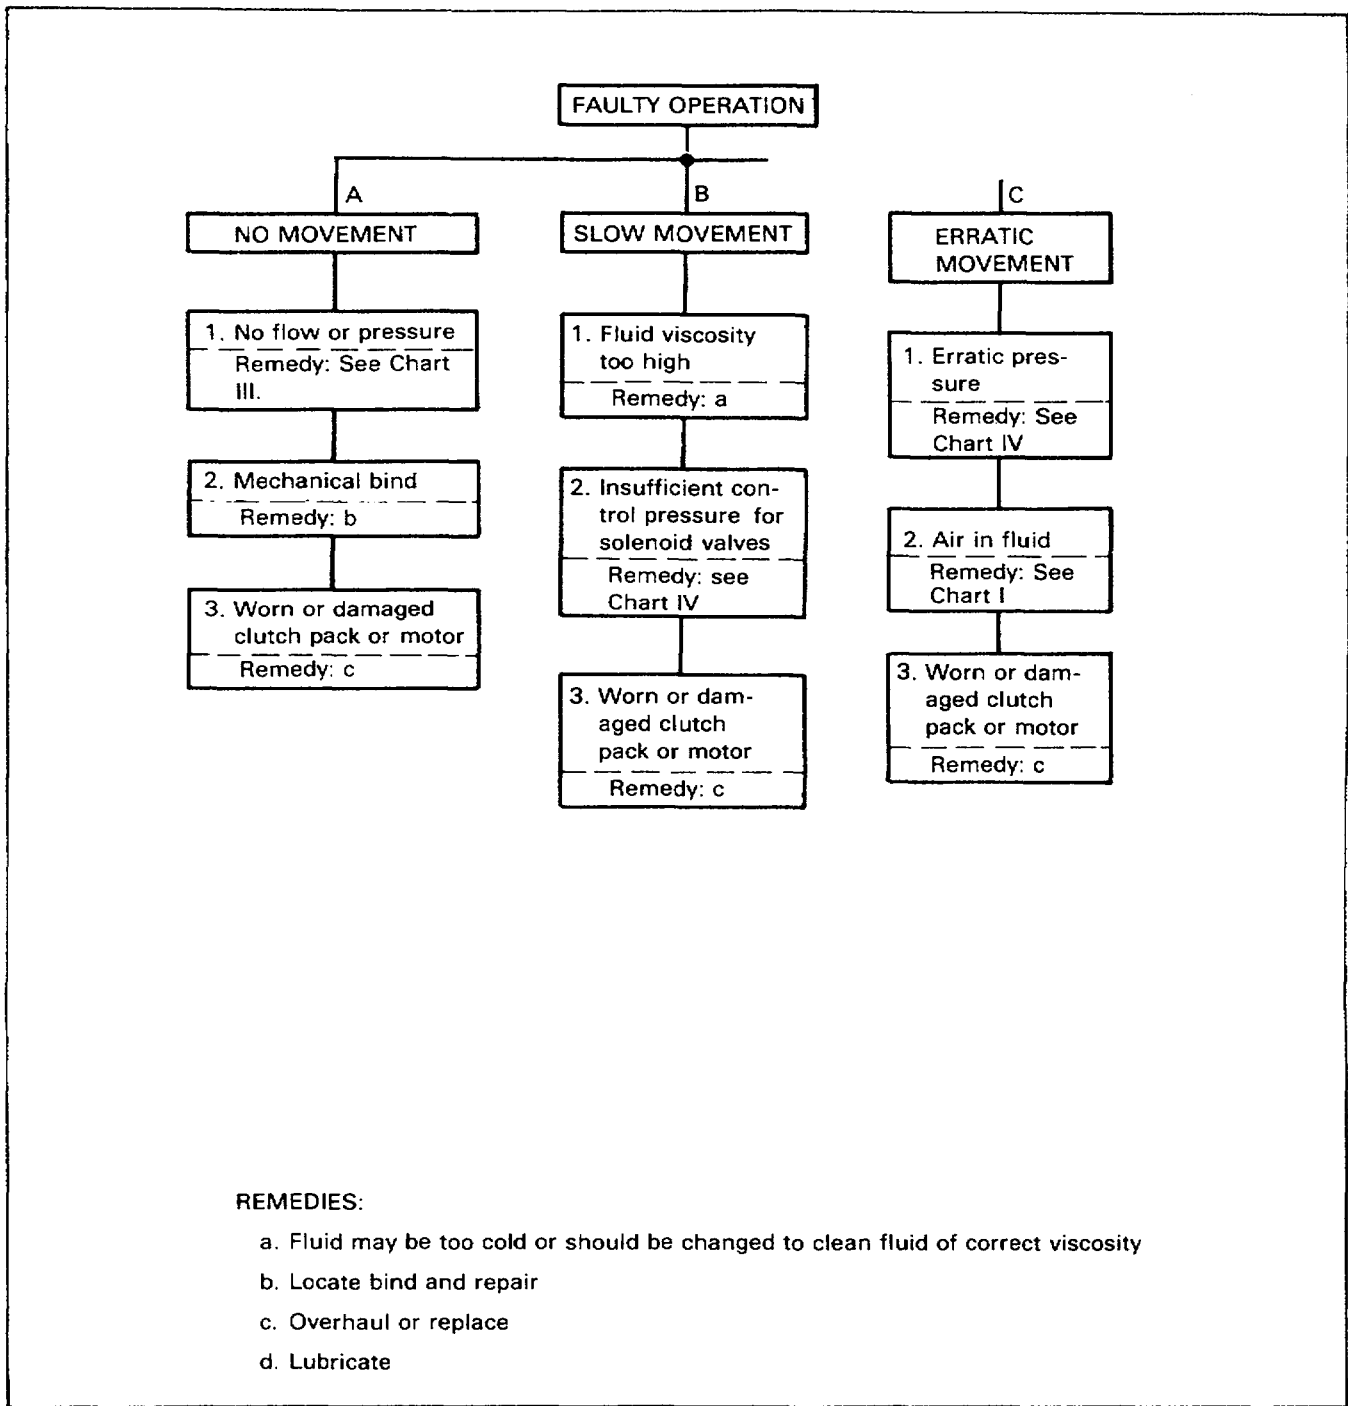 FAULTY OPERATION
A
NO MOVEMENT
1. No flow or pressure
Remedy: See Chart
III.
2. Mechanical bind
Remedy: b
3. Worn or damaged
clutch pack or motor
Remedy: c
B
SLOW MOVEMENT
1. Fluid viscosity
too high
Remedy: a
2. Insufficient con-
trol pressure for
solenoid valves
Remedy: see
Chart IV
3. Worn or dam-
aged clutch
pack or motor
Remedy: c
C
ERRATIC
MOVEMENT
1. Erratic pres-
sure
Remedy: See
Chart IV
2. Air in fluid
Remedy: See
Chart I
3. Worn or dam-
aged clutch
pack or motor
Remedy: c
REMEDIES:
a. Fluid may be too cold or should be changed to clean fluid of correct viscosity
b. Locate bind and repair
c. Overhaul or replace
d. Lubricate